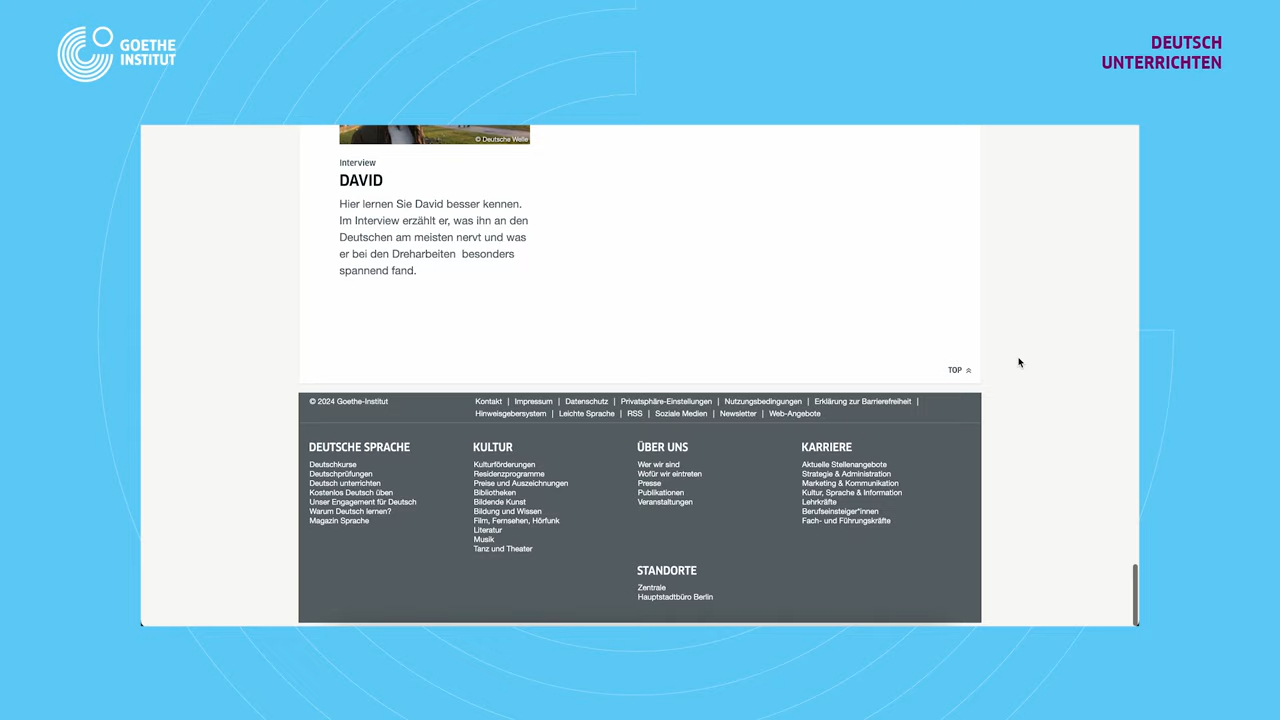 GOETHE
INSTITUT
DEUTSCH
UNTERRICHTEN
© Deutsche Welle
Interview
DAVID
Hier lernen Sie David besser kennen.
Im Interview erzählt er, was ihn an den
Deutschen am meisten nervt und was
er bei den Dreharbeiten besonders
spannend fand.
TOP
© 2024 Goethe-Institut
Kontakt | Impressum | Datenschutz | Privatsphäre-Einstellungen | Nutzungsbedingungen | Erklärung zur Barrierefreiheit |
Hinweisgebersystem | Leichte Sprache | RSS | Soziale Medien | Newsletter | Web-Angebote
DEUTSCHE SPRACHE
Deutschkurse
Deutschprüfungen
Deutsch unterrichten
Kostenlos Deutsch üben
Unser Engagement für Deutsch
Warum Deutsch lernen?
Magazin Sprache
KULTUR
Kulturförderungen
Residenzprogramme
Preise und Auszeichnungen
Bibliotheken
Bildende Kunst
Bildung und Wissen
Film, Fernsehen, Hörfunk
Literatur
Musik
Tanz und Theater
ÜBER UNS
Wer wir sind
Wofür wir eintreten
Presse
Publikationen
Veranstaltungen
STANDORTE
Zentrale
Hauptstadtbüro Berlin
KARRIERE
Aktuelle Stellenangebote
Strategie & Administration
Marketing & Kommunikation
Kultur, Sprache & Information
Lehrkräfte
Berufseinsteiger*innen
Fach- und Führungskräfte